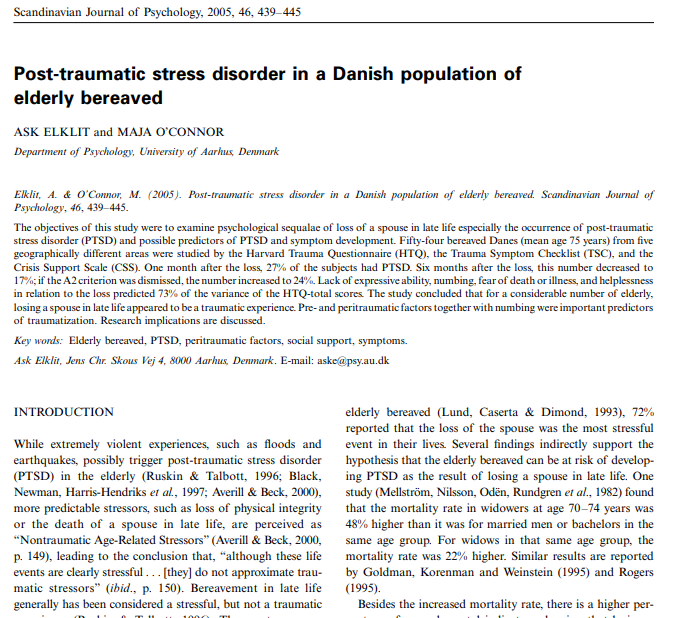 Scandinavian Journal of Psychology, 2005, 46, 439–445
Post-traumatic stress disorder in a Danish population of
elderly bereaved
ASK ELKLIT and MAJA O'CONNOR
Department of Psychology, University of Aarhus, Denmark
Elklit, A. & O'Connor, M. (2005). Post-traumatic stress disorder in a Danish population of elderly bereaved. Scandinavian Journal of
Psychology, 46, 439–445.
The objectives of this study were to examine psychological sequalae of loss of a spouse in late life especially the occurrence of post-traumatic
stress disorder (PTSD) and possible predictors of PTSD and symptom development. Fifty-four bereaved Danes (mean age 75 years) from five
geographically different areas were studied by the Harvard Trauma Questionnaire (HTQ), the Trauma Symptom Checklist (TSC), and the
Crisis Support Scale (CSS). One month after the loss, 27% of the subjects had PTSD. Six months after the loss, this number decreased to
17%; if the A2 criterion was dismissed, the number increased to 24%. Lack of expressive ability, numbing, fear of death or illness, and helplessness
in relation to the loss predicted 73% of the variance of the HTQ-total scores. The study concluded that for a considerable number of elderly,
losing a spouse in late life appeared to be a traumatic experience. Pre- and peritraumatic factors together with numbing were important predictors
of traumatization. Research implications are discussed.
Key words: Elderly bereaved, PTSD, peritraumatic factors, social support, symptoms.
Ask Elklit, Jens Chr. Skous Vej 4, 8000 Aarhus, Denmark. E-mail: aske@psy.au.dk
INTRODUCTION
While extremely violent experiences, such as floods and
earthquakes, possibly trigger post-traumatic stress disorder
(PTSD) in the elderly (Ruskin & Talbott, 1996; Black,
Newman, Harris-Hendriks et al., 1997; Averill & Beck, 2000),
more predictable stressors, such as loss of physical integrity
or the death of a spouse in late life, are perceived as
“Nontraumatic Age-Related Stressors” (Averill & Beck, 2000,
p. 149), leading to the conclusion that, “although these life
events are clearly stressful . . . [they] do not approximate trau-
matic stressors” (ibid., p. 150). Bereavement in late life
generally has been considered a stressful, but not a traumatic
elderly bereaved (Lund, Caserta & Dimond, 1993), 72%
reported that the loss of the spouse was the most stressful
event in their lives. Several findings indirectly support the
hypothesis that the elderly bereaved can be at risk of develop-
ing PTSD as the result of losing a spouse in late life. One
study (Mellström, Nilsson, Odén, Rundgren et al., 1982) found
that the mortality rate in widowers at age 70–74 years was
48% higher than it was for married men or bachelors in the
same age group. For widows in that same age group, the
mortality rate was 22% higher. Similar results are reported
by Goldman, Korenman and Weinstein (1995) and Rogers
(1995).
Besides the increased mortality rate, there is a higher per-